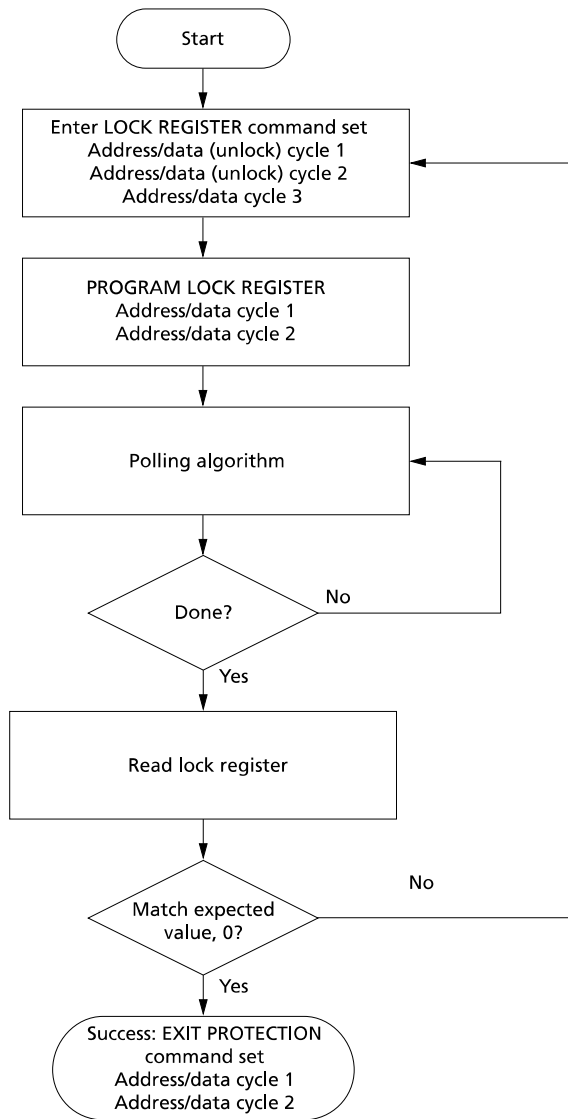 Start
Enter LOCK REGISTER command set
Address/data (unlock) cycle 1
Address/data (unlock) cycle 2
Address/data cycle 3
PROGRAM LOCK REGISTER
Address/data cycle 1
Address/data cycle 2
Polling algorithm
Done?
No
Yes
Read lock register
Match expected
value, 0?
No
Yes
Success: EXIT PROTECTION
command set
Address/data cycle 1
Address/data cycle 2